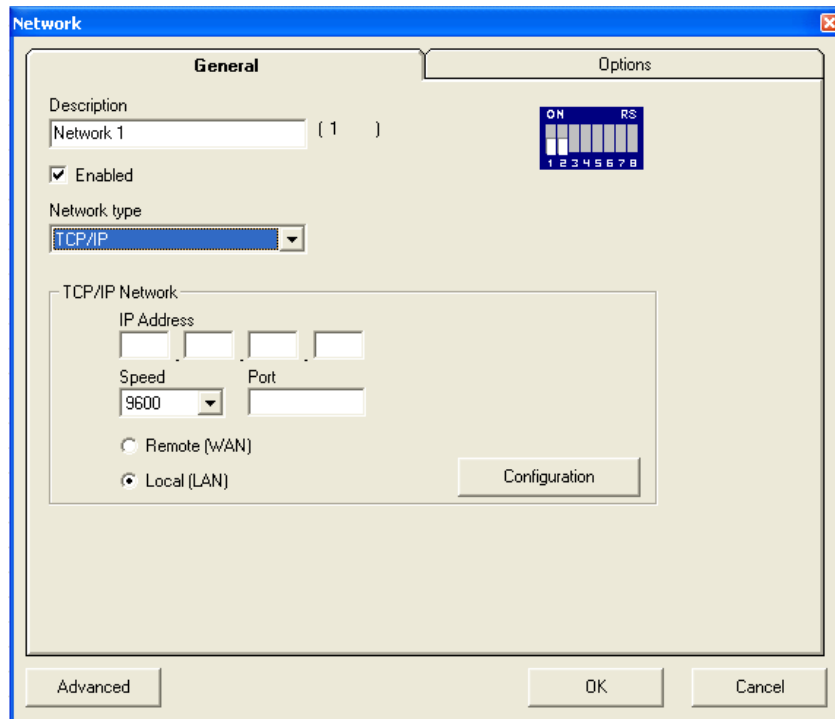 Network
General
Options
Description
Network 1
( 1 )
ON RS
1 2 3 4 5 6 7 8
Enabled
Network type
TCP/IP
TCP/IP Network
IP Address
. . .
Speed
Port
9600
Remote (WAN)
Local (LAN)
Configuration
Advanced
OK
Cancel